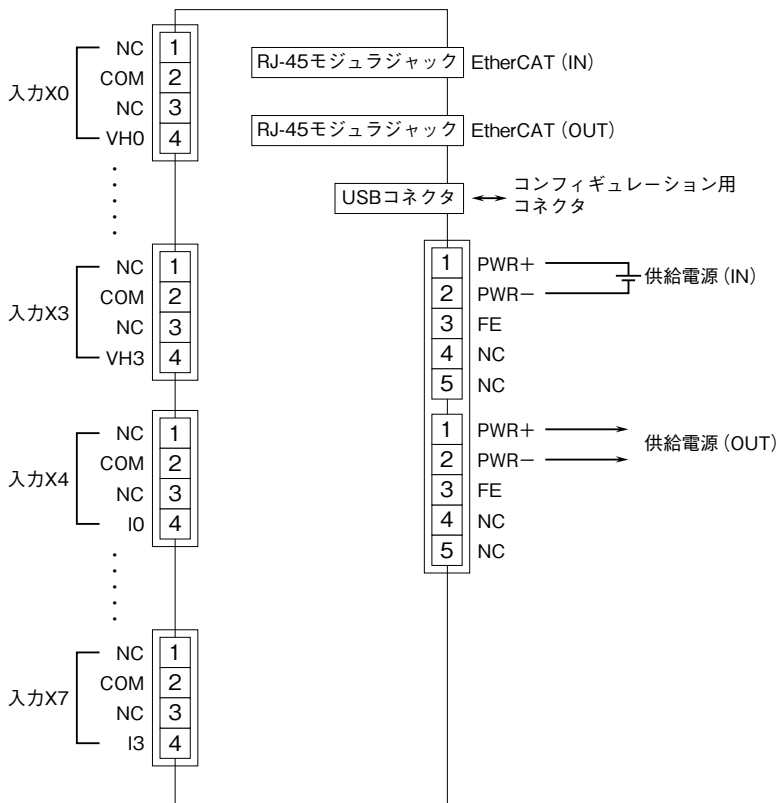 NC 1
COM 2
入力X0
NC 3
VH0 4
NC 1
COM 2
入力X3
NC 3
VH3 4
NC 1
COM 2
入力X4
NC 3
I0 4
NC 1
COM 2
入力X7
NC 3
I3 4
RJ-45モジュラジャック EtherCAT (IN)
RJ-45モジュラジャック EtherCAT (OUT)
USBコネクタ
コンフィギュレーション用
コネクタ
1 PWR+
2 PWR−
供給電源 (IN)
3 FE
4 NC
5 NC
1 PWR+
2 PWR−
供給電源 (OUT)
3 FE
4 NC
5 NC